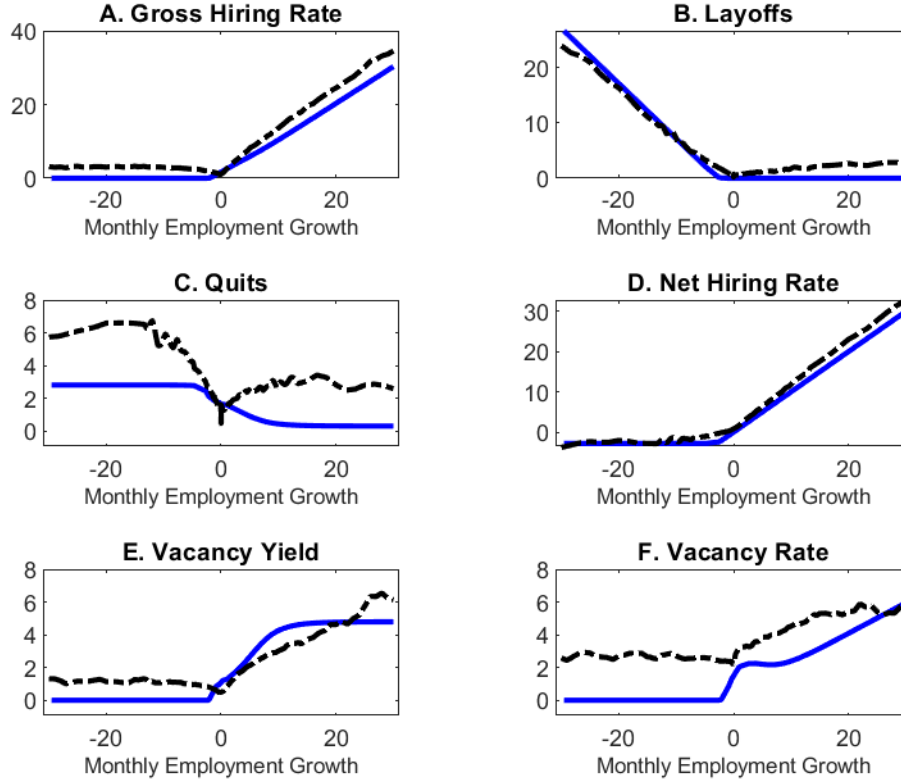 A. Gross Hiring Rate
40
20
0
-20 0 20
Monthly Employment Growth
B. Layoffs
20
10
0
-20 0 20
Monthly Employment Growth
C. Quits
8
6
4
2
0
-20 0 20
Monthly Employment Growth
D. Net Hiring Rate
30
20
10
0
-20 0 20
Monthly Employment Growth
E. Vacancy Yield
8
6
4
2
0
-20 0 20
Monthly Employment Growth
F. Vacancy Rate
8
6
4
2
0
-20 0 20
Monthly Employment Growth